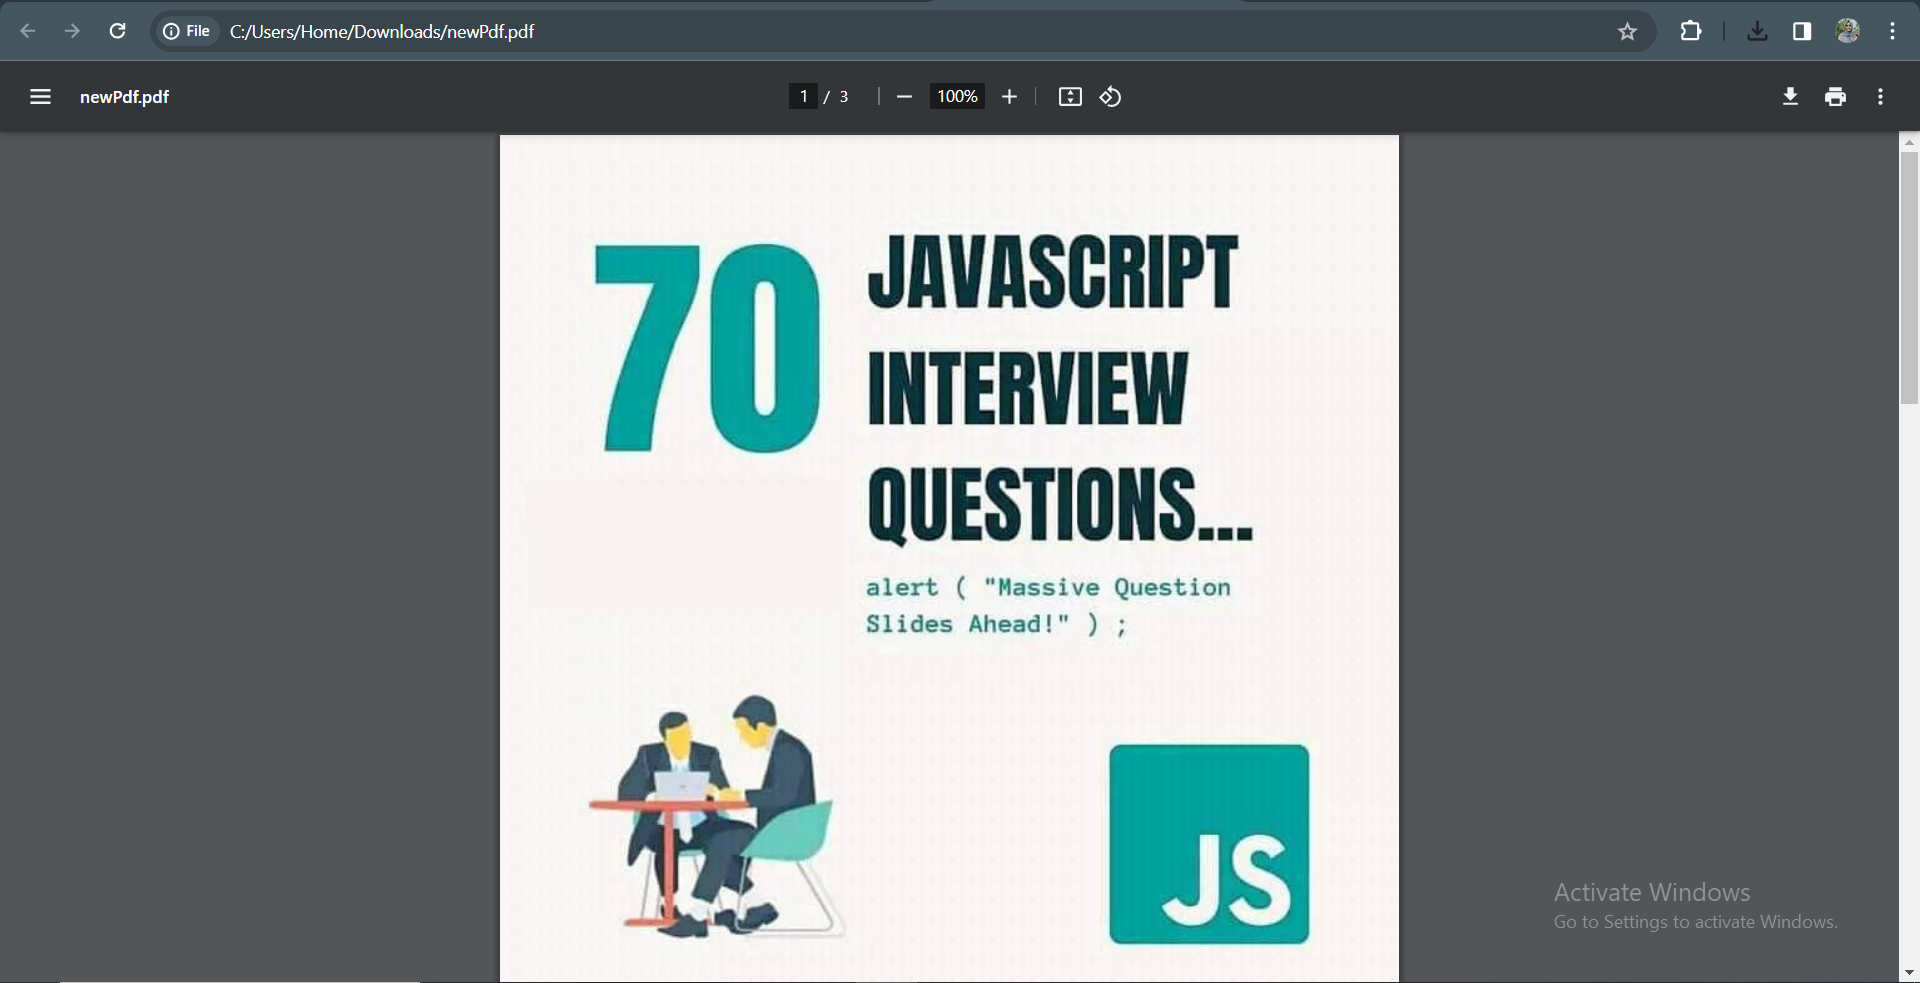 File C:/Users/Home/Downloads/newPdf.pdf
newPdf.pdf
1 / 3
100%
70
JAVASCRIPT
INTERVIEW
QUESTIONS...
alert ( "Massive Question
Slides Ahead!" ) ;
JS
Activate Windows
Go to Settings to activate Windows.